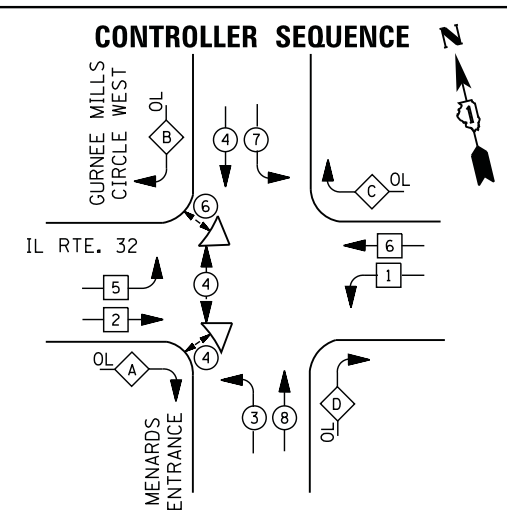 CONTROLLER SEQUENCE
N
1
GURNEE MILLS
CIRCLE WEST
OL
B
4
7
C
OL
6
IL RTE. 32
6
5
4
1
2
4
OL
A
3
8
D
OL
MENARDS
ENTRANCE